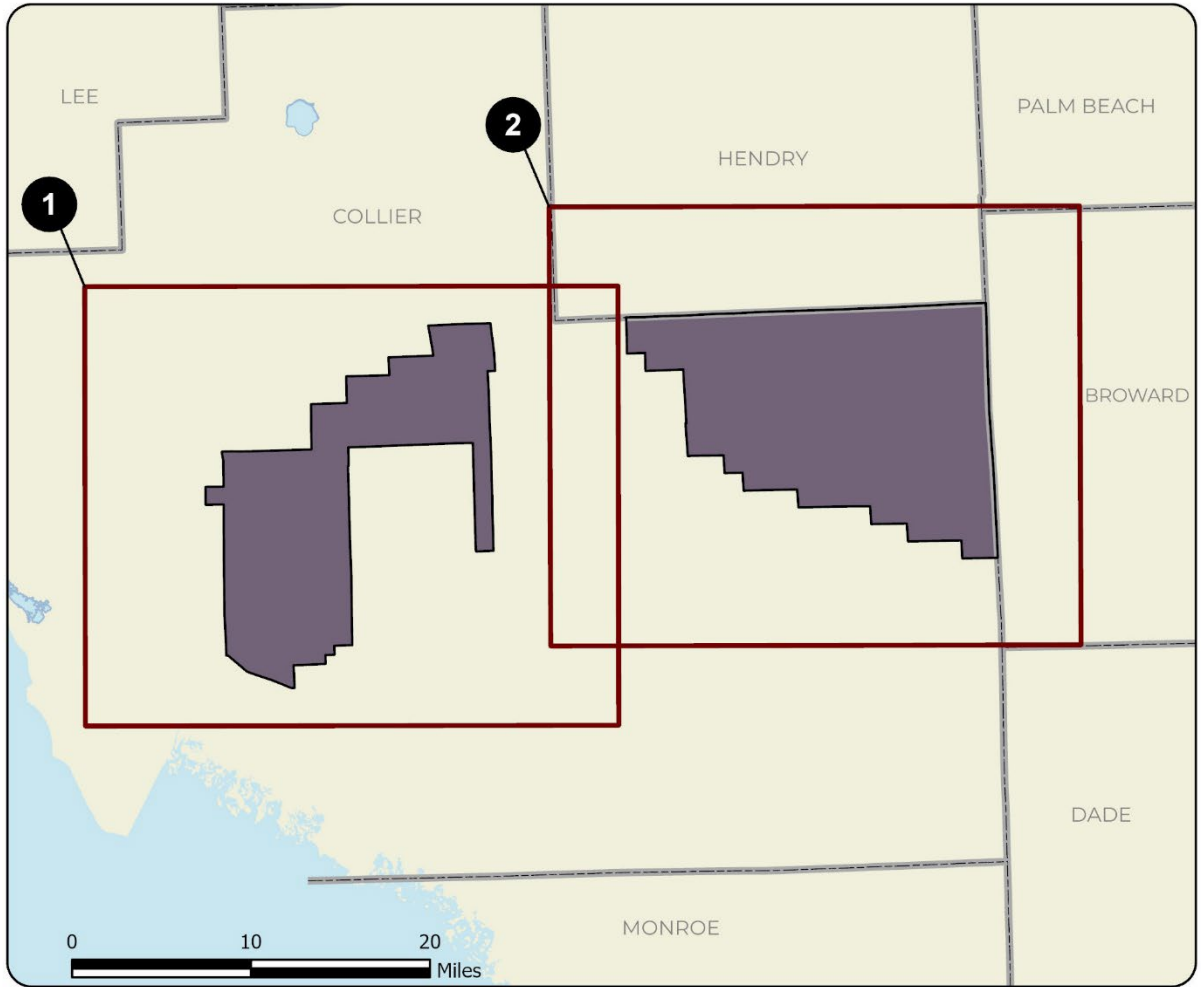 LEE
PALM BEACH
2
HENDRY
1
COLLIER
BROWARD
DADE
MONROE
0 10 20
Miles